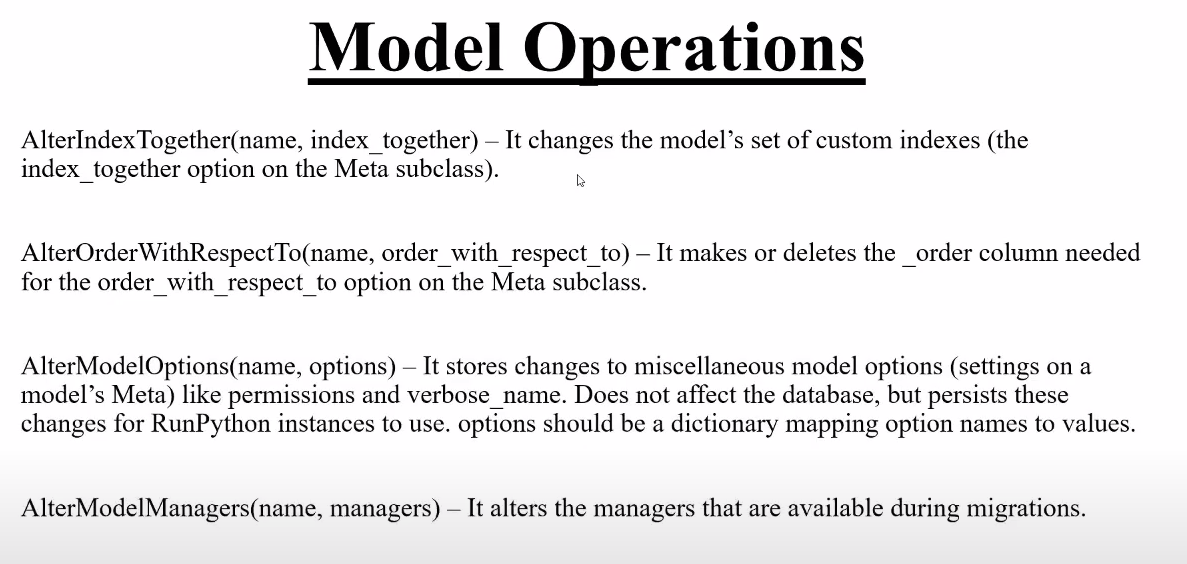 Model Operations
AlterIndexTogether(name, index_together) – It changes the model’s set of custom indexes (the
index_together option on the Meta subclass).
AlterOrderWithRespectTo(name, order_with_respect_to) – It makes or deletes the _order column needed
for the order_with_respect_to option on the Meta subclass.
AlterModelOptions(name, options) – It stores changes to miscellaneous model options (settings on a
model’s Meta) like permissions and verbose_name. Does not affect the database, but persists these
changes for RunPython instances to use. options should be a dictionary mapping option names to values.
AlterModelManagers(name, managers) – It alters the managers that are available during migrations.